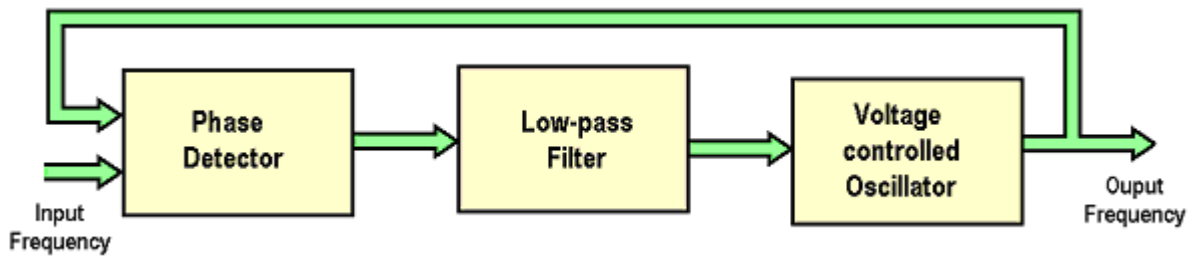 Phase
Detector
Low-pass
Filter
Voltage
controlled
Oscillator
Input
Frequency
Ouput
Frequency